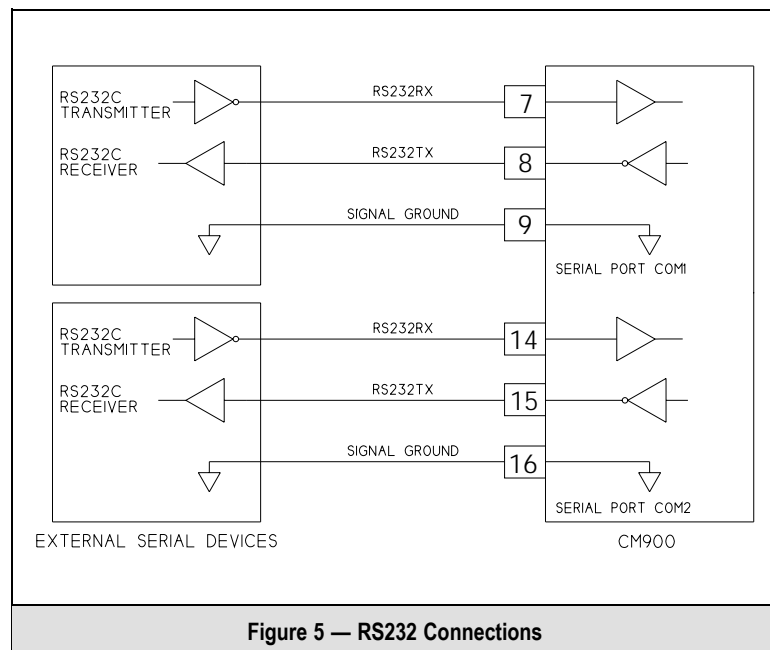 RS232C
TRANSMITTER
RS232RX
7
RS232C
RECEIVER
RS232TX
8
SIGNAL GROUND
9
SERIAL PORT COM1
RS232C
TRANSMITTER
RS232RX
14
RS232C
RECEIVER
RS232TX
15
SIGNAL GROUND
16
SERIAL PORT COM2
EXTERNAL SERIAL DEVICES
CM900
Figure 5 — RS232 Connections